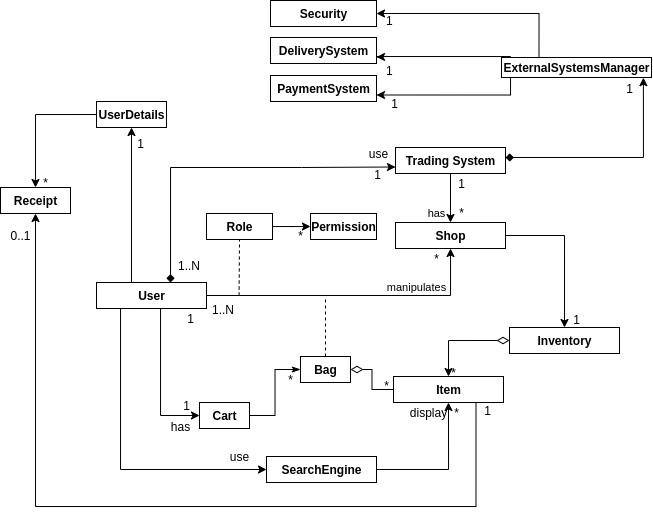 Security
1
DeliverySystem
ExternalSystemsManager
1
PaymentSystem
1
1
UserDetails
1
use
Trading System
1
1
*
Receipt
has
*
0..1
Role
Permission
*
Shop
*
1..N
manipulates
User
1..N
1
1
Inventory
Bag
*
*
*
Item
1
Cart
display
*
1
has
use
SearchEngine